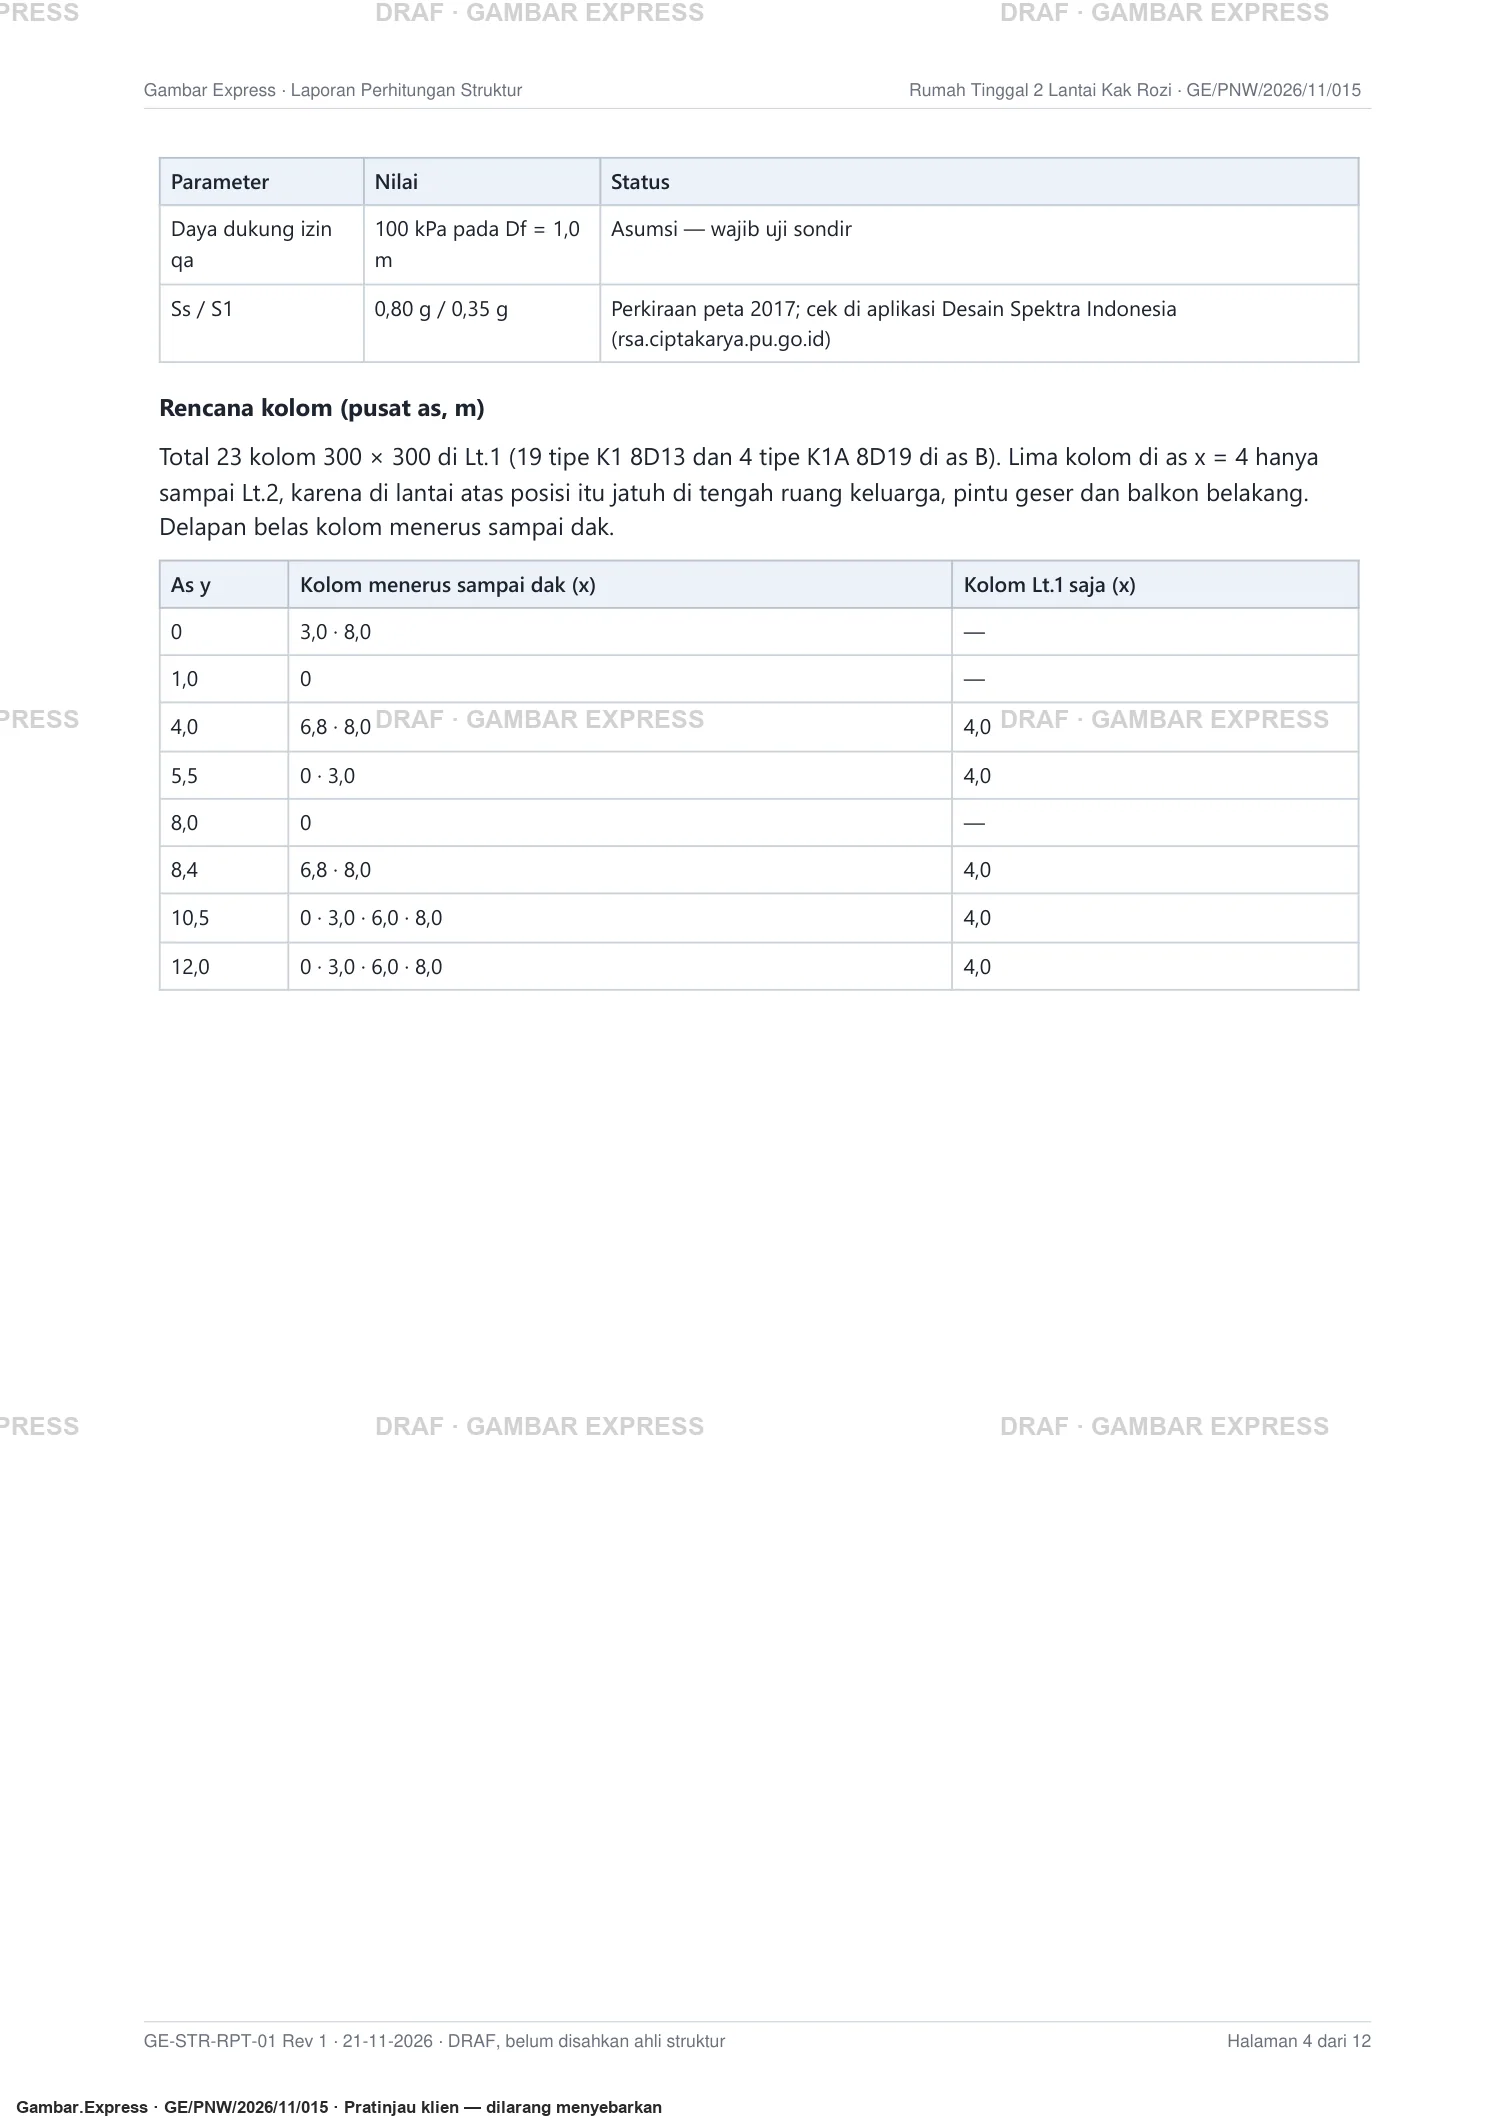 PRESS DRAF · GAMBAR EXPRESS DRAF · GAMBAR EXPRESS
Gambar Express · Laporan Perhitungan Struktur Rumah Tinggal 2 Lantai Kak Rozi · GE/PNW/2026/11/015
Parameter Nilai Status
Daya dukung izin 100 kPa pada Df = 1,0 Asumsi — wajib uji sondir
qa m
Ss / S1 0,80 g / 0,35 g Perkiraan peta 2017; cek di aplikasi Desain Spektra Indonesia
(rsa.ciptakarya.pu.go.id)
Rencana kolom (pusat as, m)
Total 23 kolom 300 × 300 di Lt.1 (19 tipe K1 8D13 dan 4 tipe K1A 8D19 di as B). Lima kolom di as x = 4 hanya
sampai Lt.2, karena di lantai atas posisi itu jatuh di tengah ruang keluarga, pintu geser dan balkon belakang.
Delapan belas kolom menerus sampai dak.
As y Kolom menerus sampai dak (x) Kolom Lt.1 saja (x)
0 3,0 · 8,0 —
1,0 0 —
PRESS DRAF · GAMBAR EXPRESS DRAF · GAMBAR EXPRESS
4,0 6,8 · 8,0 4,0
5,5 0 · 3,0 4,0
8,0 0 —
8,4 6,8 · 8,0 4,0
10,5 0 · 3,0 · 6,0 · 8,0 4,0
12,0 0 · 3,0 · 6,0 · 8,0 4,0
PRESS DRAF · GAMBAR EXPRESS DRAF · GAMBAR EXPRESS
GE-STR-RPT-01 Rev 1 · 21-11-2026 · DRAF, belum disahkan ahli struktur Halaman 4 dari 12
Gambar.Express · GE/PNW/2026/11/015 · Pratinjau klien — dilarang menyebarkan